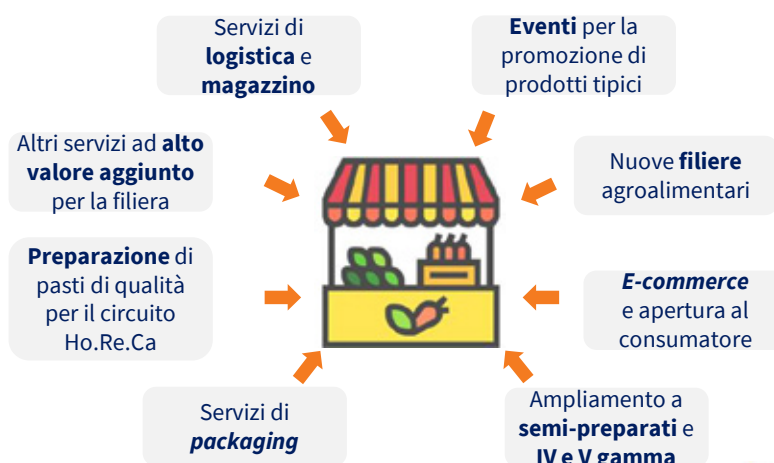 Servizi di
logistica e
magazzino
Eventi per la
promozione di
prodotti tipici
Altri servizi ad alto
valore aggiunto
per la filiera
Nuove filiere
agroalimentari
Preparazione di
pasti di qualità
per il circuito
Ho.Re.Ca
E-commerce
e apertura al
consumatore
Servizi di
packaging
Ampliamento a
semi-preparati e
IV e V gamma